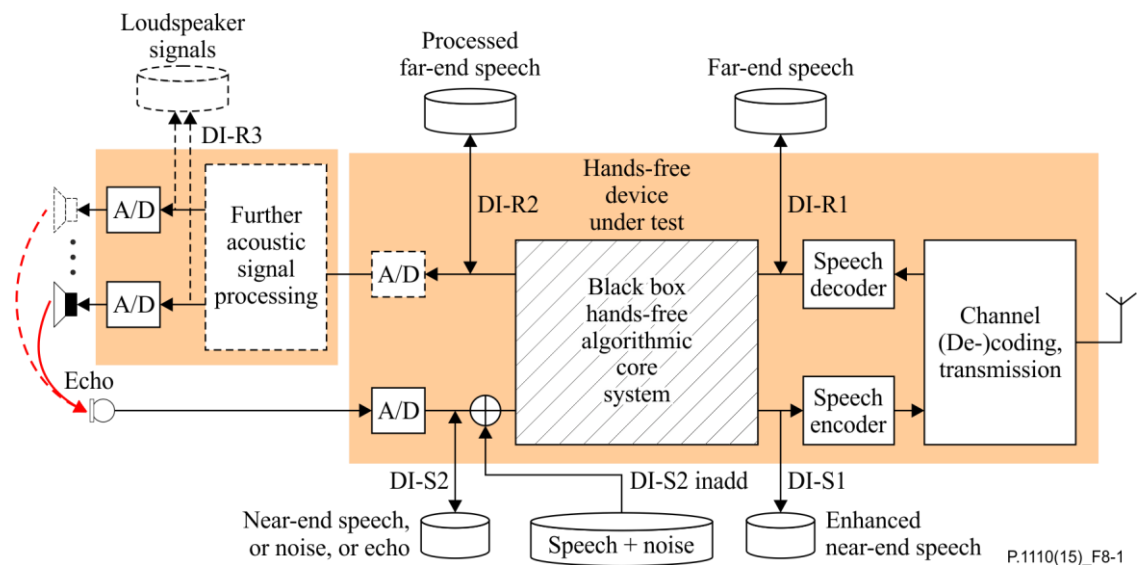 Loudspeaker
signals
Processed
far-end speech
Far-end speech
DI-R3
Hands-free
device
under test
DI-R2
DI-R1
A/D
A/D
Further
acoustic
signal
processing
A/D
Black box
hands-free
algorithmic
core
system
Speech
decoder
Channel
(De-)coding,
transmission
Echo
A/D
Speech
encoder
DI-S2
DI-S2 inadd
DI-S1
Near-end speech,
or noise, or echo
Speech + noise
Enhanced
near-end speech
P.1110(15)_F8-1